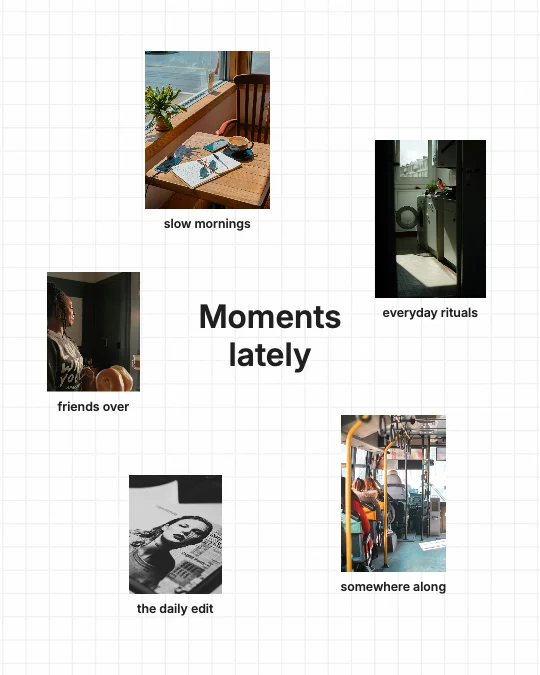 slow mornings
everyday rituals
Moments
lately
friends over
somewhere along
the daily edit